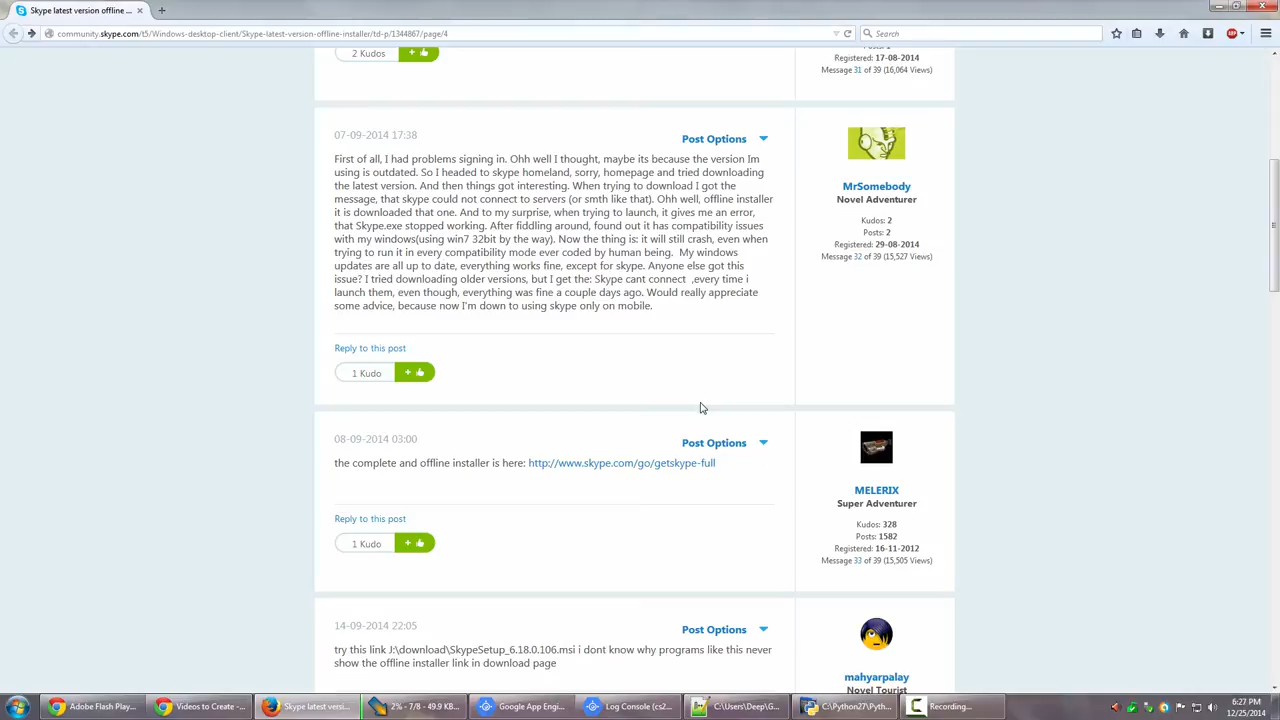 Skype latest version offline ...
community.skype.com/t5/Windows-desktop-client/Skype-latest-version-offline-installer/td-p/1344867/page/4
Search
2 Kudos
+
Posts: 1
Registered: 17-08-2014
Message 31 of 39 (16,064 Views)
07-09-2014 17:38
Post Options
First of all, I had problems signing in. Ohh well I thought, maybe its because the version Im
using is outdated. So I headed to skype homeland, sorry, homepage and tried downloading
the latest version. And then things got interesting. When trying to download I got the
message, that skype could not connect to servers (or smth like that). Ohh well, offline installer
it is downloaded that one. And to my surprise, when trying to launch, it gives me an error,
that Skype.exe stopped working. After fiddling around, found out it has compatibility issues
with my windows(using win7 32bit by the way). Now the thing is: it will still crash, even when
trying to run it in every compatibility mode ever coded by human being.  My windows
updates are all up to date, everything works fine, except for skype. Anyone else got this
issue? I tried downloading older versions, but I get the: Skype cant connect  ,every time i
launch them, even though, everything was fine a couple days ago. Would really appreciate
some advice, because now I'm down to using skype only on mobile.
Reply to this post
1 Kudo
+
MrSomebody
Novel Adventurer
Kudos: 2
Posts: 2
Registered: 29-08-2014
Message 32 of 39 (15,527 Views)
08-09-2014 03:00
Post Options
the complete and offline installer is here: http://www.skype.com/go/getskype-full
Reply to this post
1 Kudo
+
MELERIX
Super Adventurer
Kudos: 328
Posts: 1582
Registered: 16-11-2012
Message 33 of 39 (15,505 Views)
14-09-2014 22:05
Post Options
try this link J:\download\SkypeSetup_6.18.0.106.msi i dont know why programs like this never
show the offline installer link in download page
mahyarpalay
Novel Tourist
Adobe Flash Play...
Videos to Create -...
Skype latest versi...
2% - 7/8 - 49.9 KB...
Google App Engi...
Log Console (cs2...
C:\Users\Deep\G...
C:\Python27\Pyth...
Recording...
6:27 PM
12/25/2014